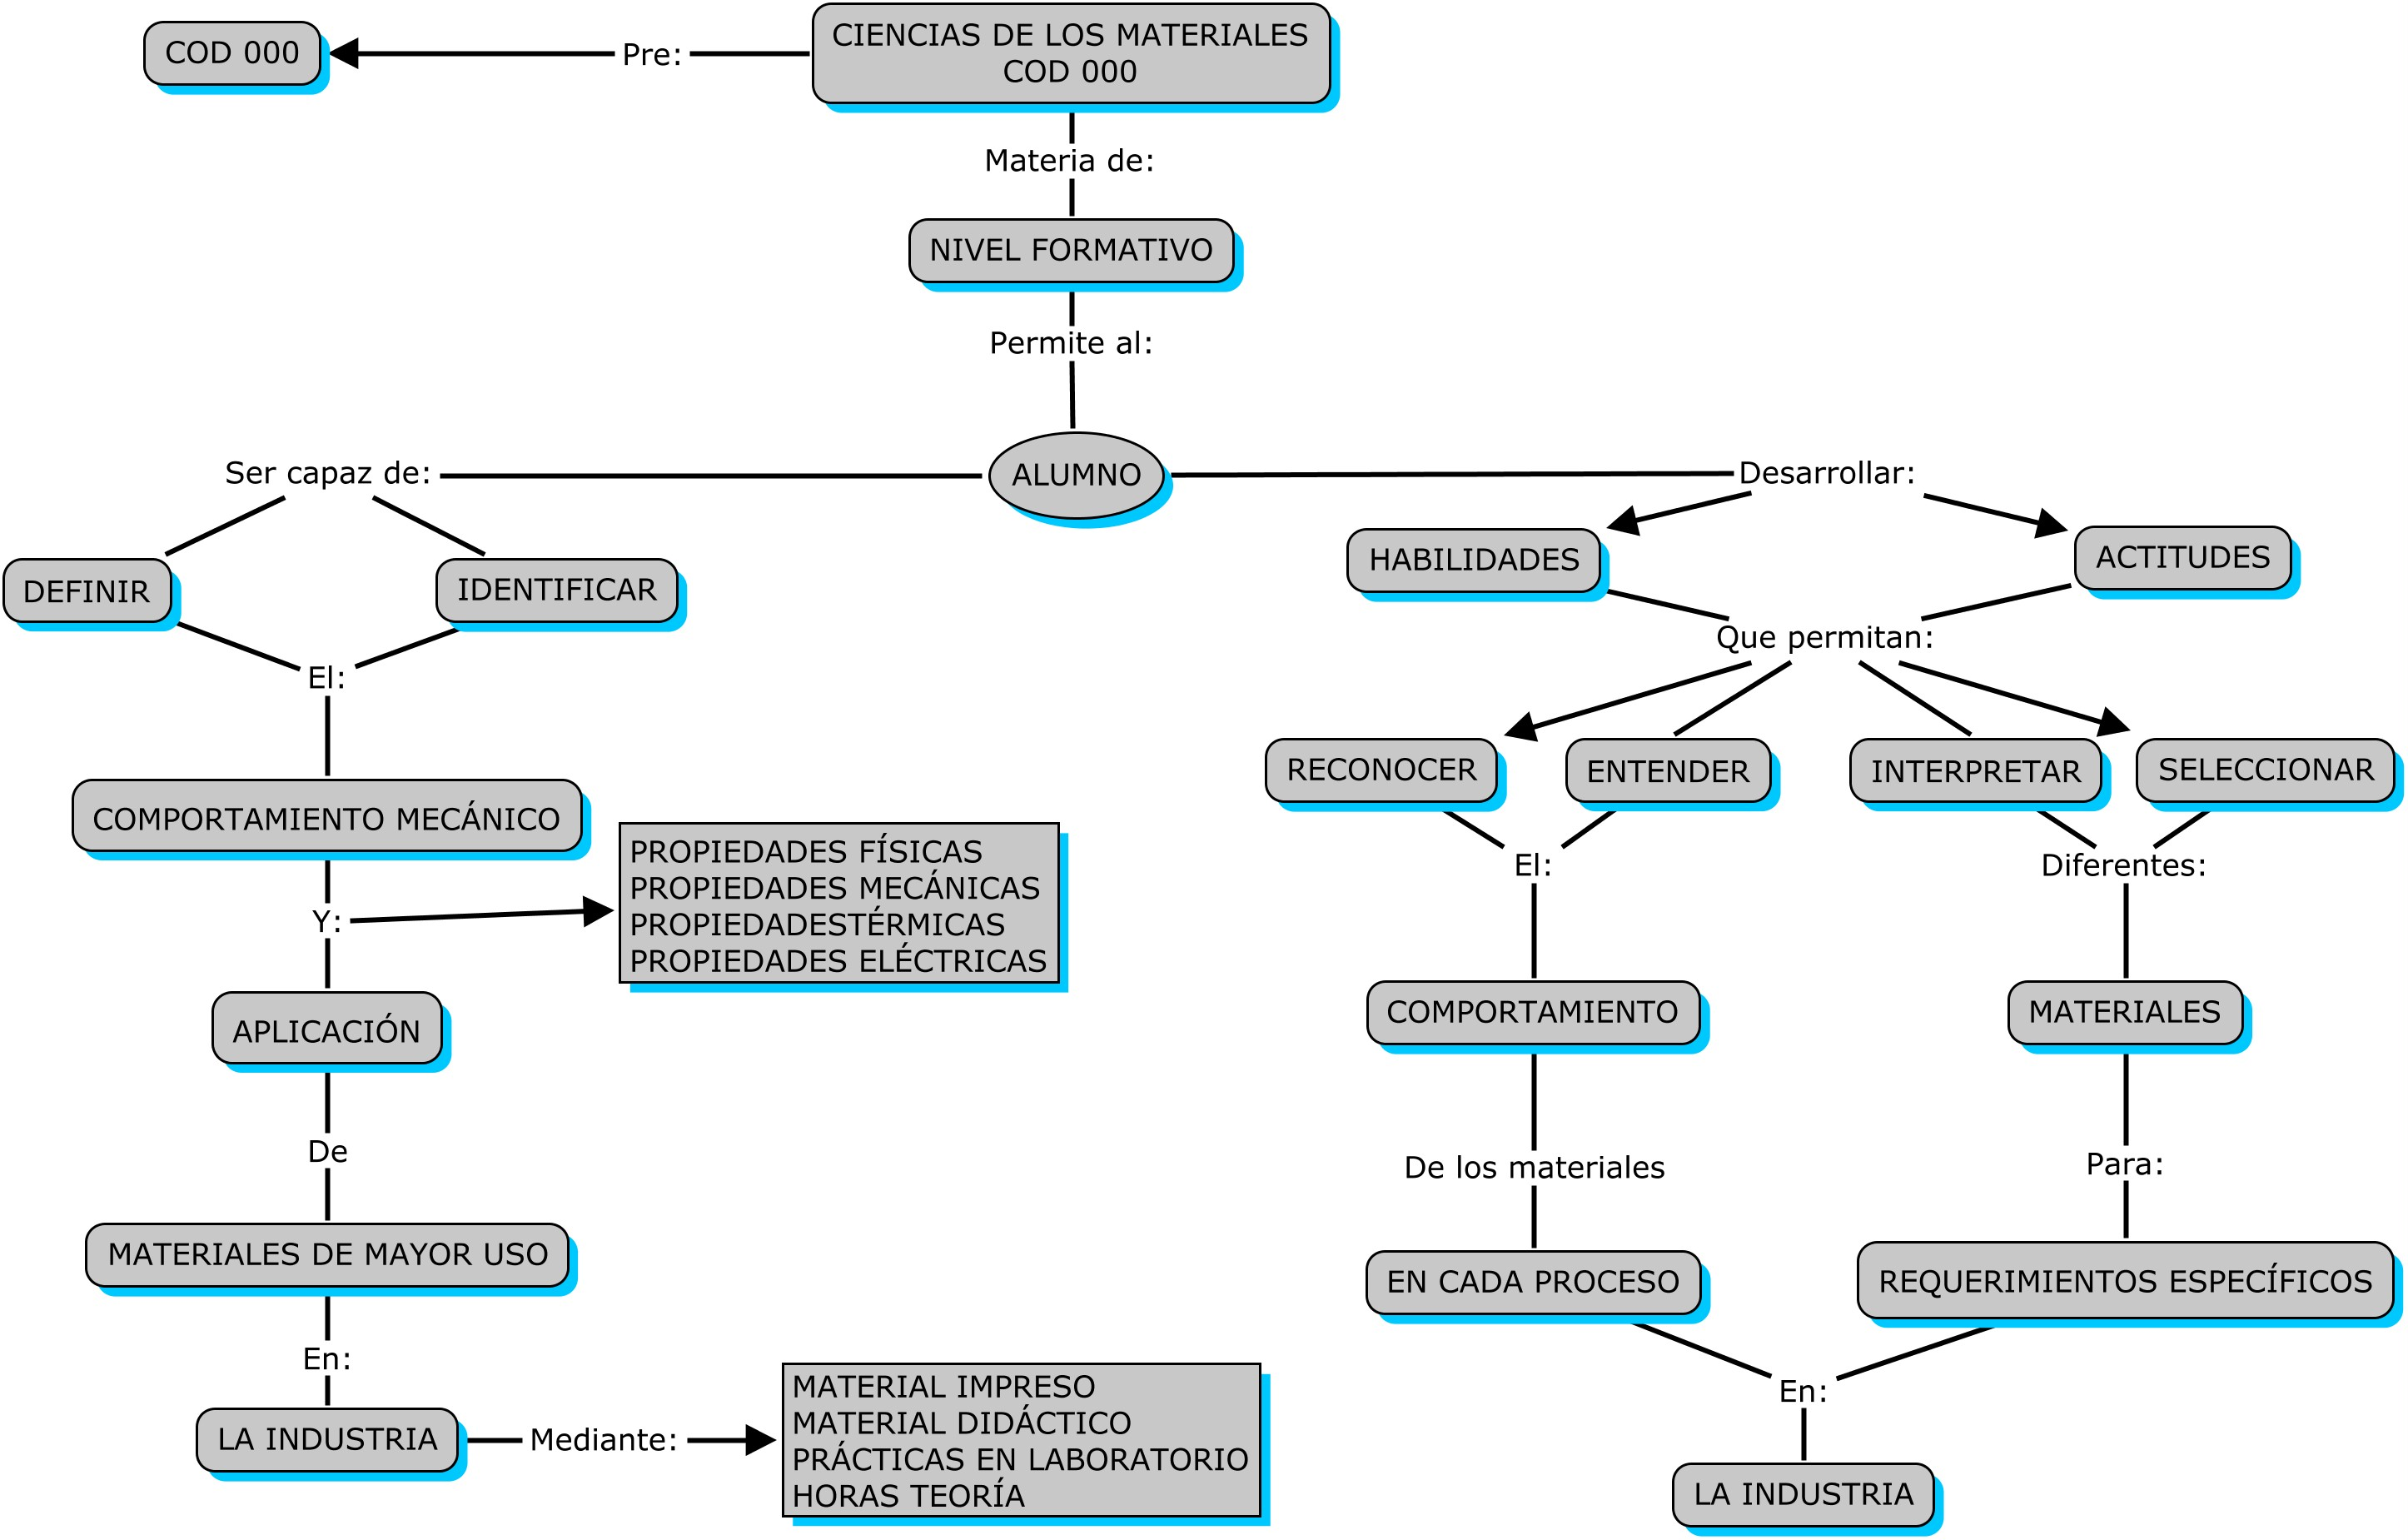 COD 000
Pre:
CIENCIAS DE LOS MATERIALES
COD 000
Materia de:
NIVEL FORMATIVO
Permite al:
ALUMNO
Ser capaz de:
DEFINIR
IDENTIFICAR
El:
COMPORTAMIENTO MECÁNICO
Y:
PROPIEDADES FÍSICAS
PROPIEDADES MECÁNICAS
PROPIEDADESTÉRMICAS
PROPIEDADES ELÉCTRICAS
APLICACIÓN
De
MATERIALES DE MAYOR USO
En:
LA INDUSTRIA
Mediante:
MATERIAL IMPRESO
MATERIAL DIDÁCTICO
PRÁCTICAS EN LABORATORIO
HORAS TEORÍA
Desarrollar:
HABILIDADES
ACTITUDES
Que permitan:
RECONOCER
ENTENDER
INTERPRETAR
SELECCIONAR
El:
Diferentes:
COMPORTAMIENTO
MATERIALES
De los materiales
Para:
EN CADA PROCESO
REQUERIMIENTOS ESPECÍFICOS
En:
LA INDUSTRIA